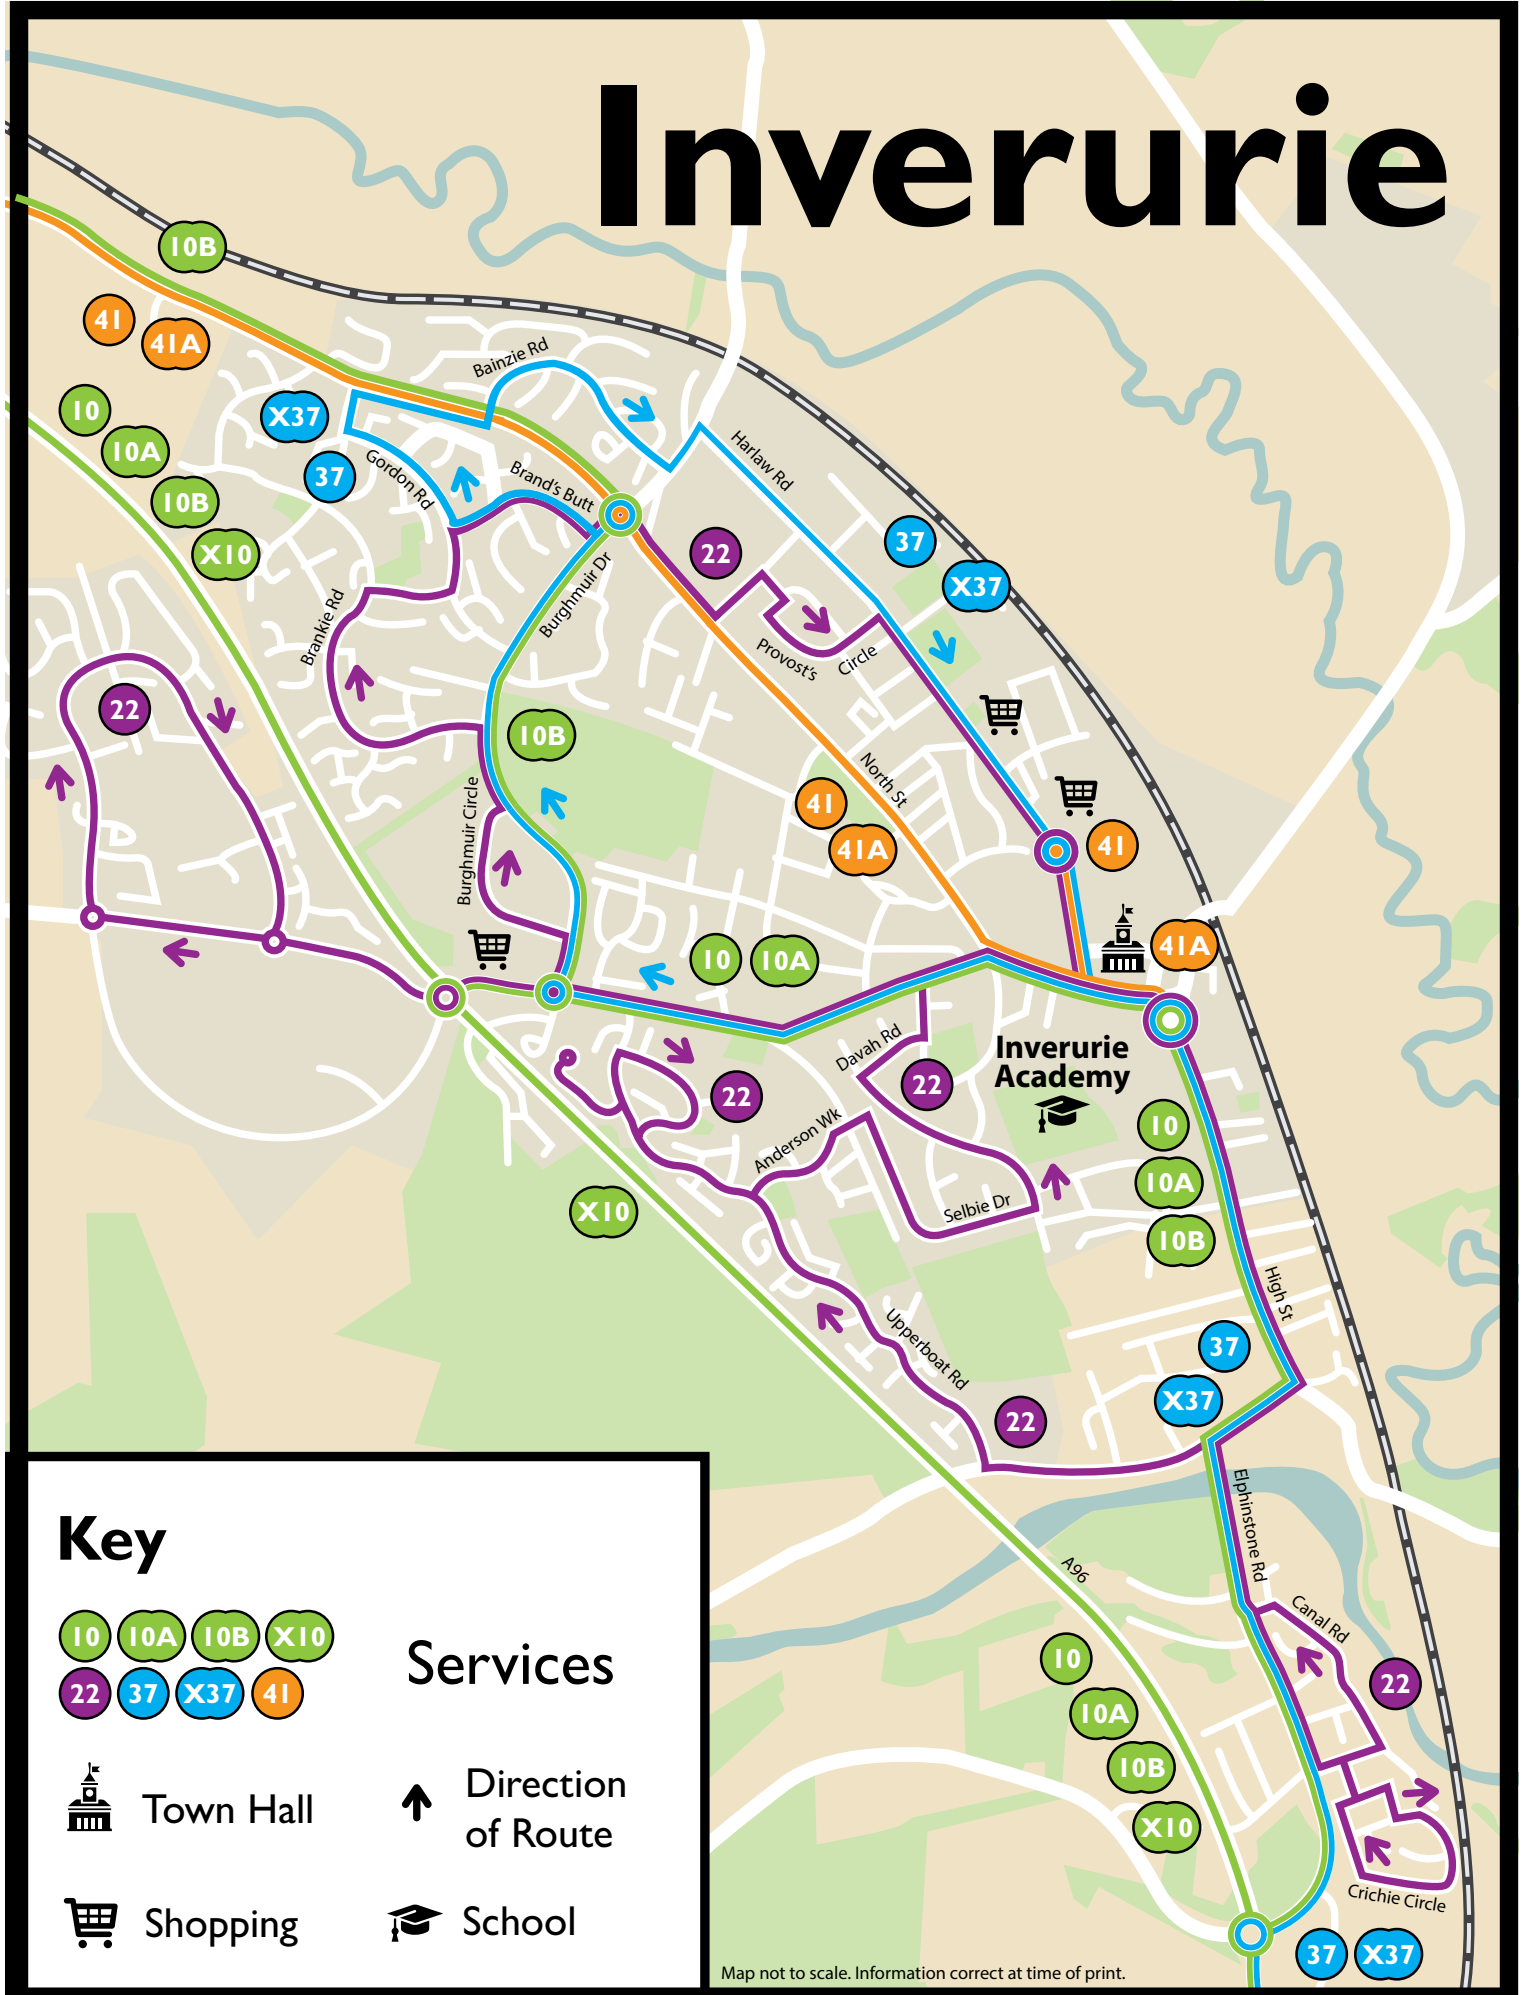 Inverurie
10B
41
41A
10
10A
10B
X10
X37
37
Bainzie Rd
Gordon Rd
Brand's Butt
Harlaw Rd
22
37
X37
Burghmuir Dr
Brankie Rd
Provost's
Circle
22
10B
North St
41
41A
41
Burghmuir Circle
10
10A
41A
Inverurie
Academy
Davah Rd
22
22
Anderson Wk
Selbie Dr
10
10A
10B
X10
High St
37
X37
Upperboat Rd
22
Elphinstone Rd
A96
Canal Rd
22
10
10A
10B
X10
Crichie Circle
37
X37
Key
10 10A 10B X10
22 37 X37 41
Services
Town Hall
Direction
of Route
Shopping
School
Map not to scale. Information correct at time of print.